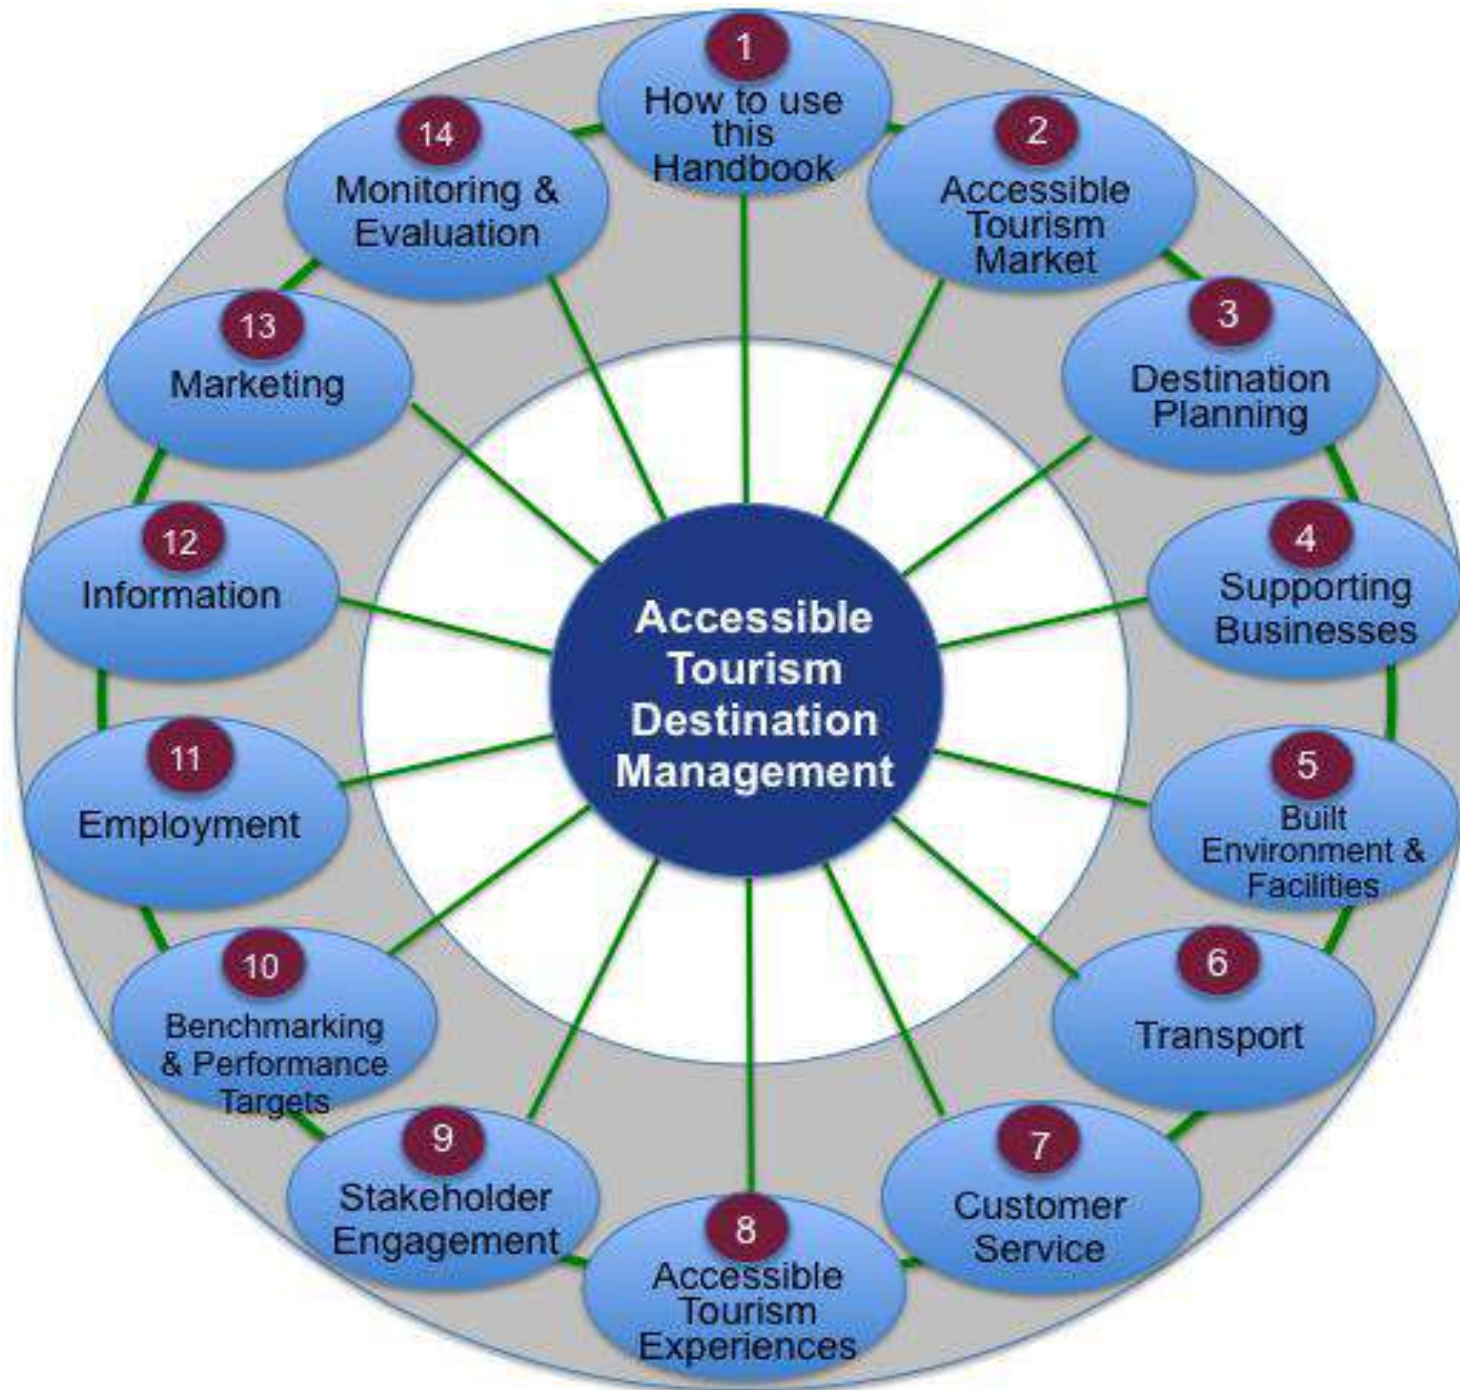 1
How to use
this
Handbook
2
Accessible
Tourism
Market
3
Destination
Planning
4
Supporting
Businesses
5
Built
Environment &
Facilities
6
Transport
7
Customer
Service
8
Accessible
Tourism
Experiences
9
Stakeholder
Engagement
10
Benchmarking
& Performance
Targets
11
Employment
12
Information
13
Marketing
14
Monitoring &
Evaluation
Accessible
Tourism
Destination
Management